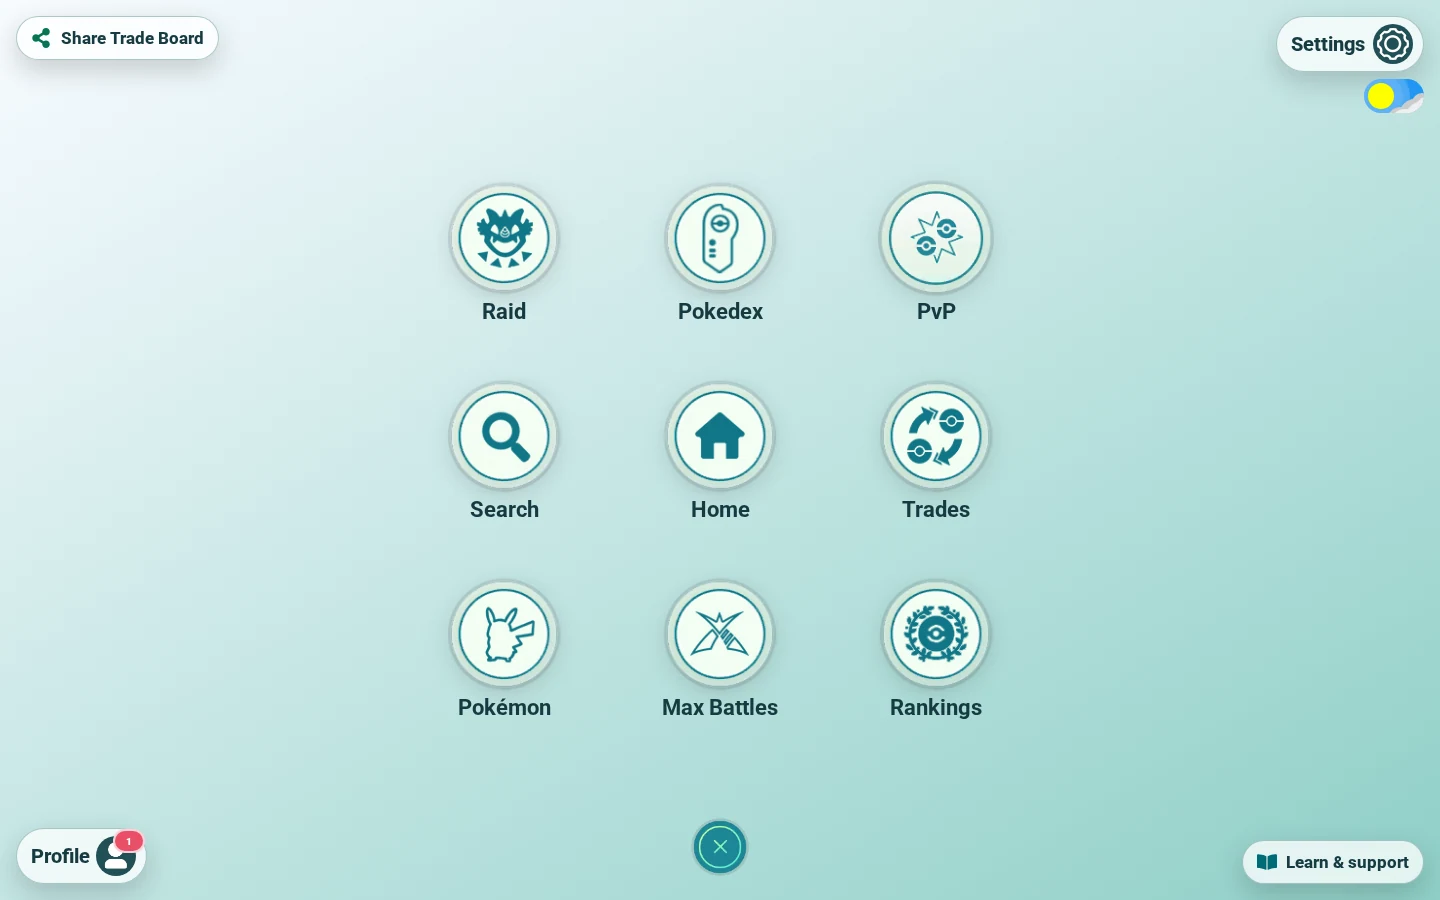 Share Trade Board
Settings
Raid
Pokedex
PvP
Search
Home
Trades
Pokémon
Max Battles
Rankings
Profile
1
Learn & support